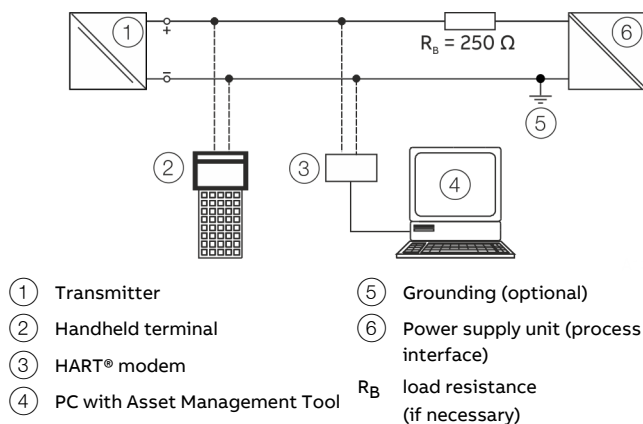 1
+
−
R_B = 250 Ω
6
5
2
3
4
1 Transmitter
2 Handheld terminal
3 HART® modem
4 PC with Asset Management Tool
5 Grounding (optional)
6 Power supply unit (process
interface)
R_B load resistance
(if necessary)